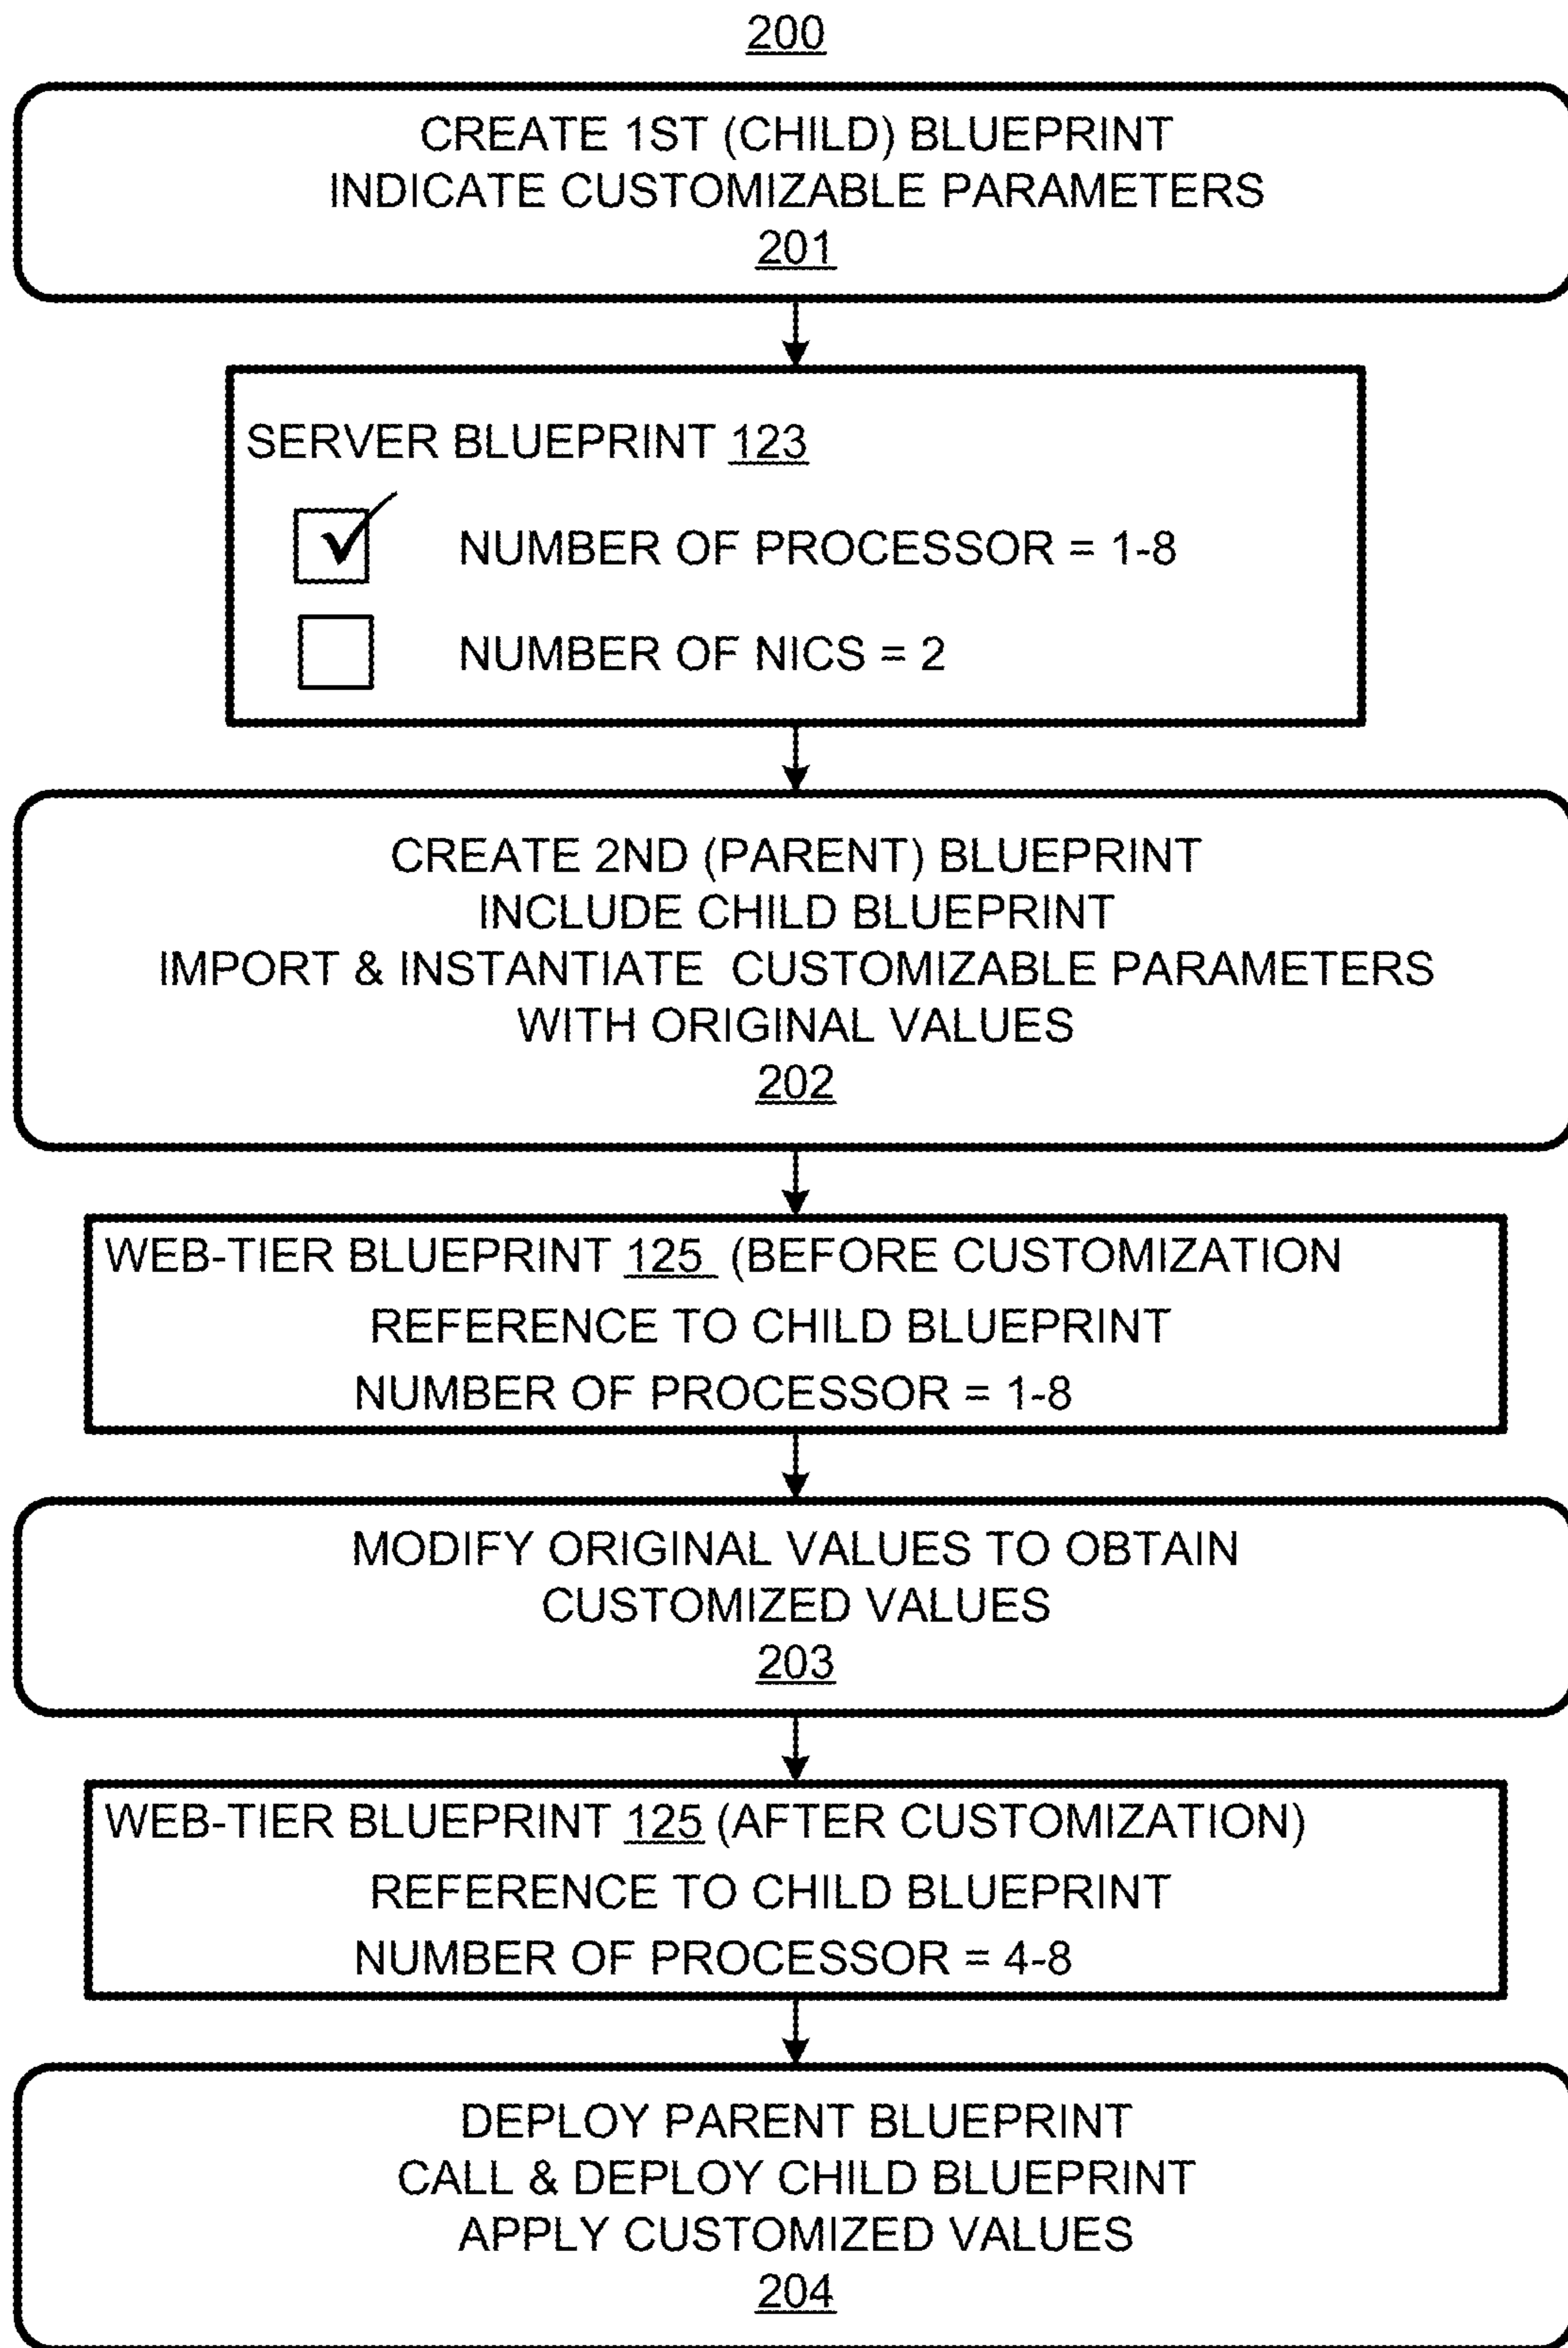 200
CREATE 1ST (CHILD) BLUEPRINT
INDICATE CUSTOMIZABLE PARAMETERS
201
SERVER BLUEPRINT 123
NUMBER OF PROCESSOR = 1-8
NUMBER OF NICS = 2
CREATE 2ND (PARENT) BLUEPRINT
INCLUDE CHILD BLUEPRINT
IMPORT & INSTANTIATE CUSTOMIZABLE PARAMETERS
WITH ORIGINAL VALUES
202
WEB-TIER BLUEPRINT 125 (BEFORE CUSTOMIZATION
REFERENCE TO CHILD BLUEPRINT
NUMBER OF PROCESSOR = 1-8
MODIFY ORIGINAL VALUES TO OBTAIN
CUSTOMIZED VALUES
203
WEB-TIER BLUEPRINT 125 (AFTER CUSTOMIZATION)
REFERENCE TO CHILD BLUEPRINT
NUMBER OF PROCESSOR = 4-8
DEPLOY PARENT BLUEPRINT
CALL & DEPLOY CHILD BLUEPRINT
APPLY CUSTOMIZED VALUES
204